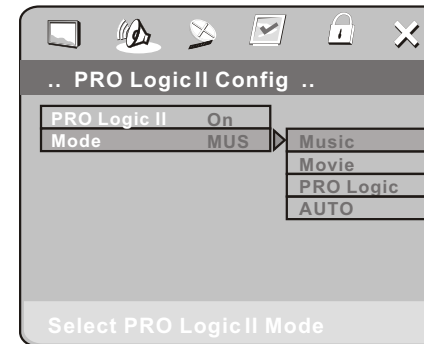 .. PRO Logic II Config ..
PRO Logic II On
Mode MUS
Music
Movie
PRO Logic
AUTO
Select PRO Logic II Mode